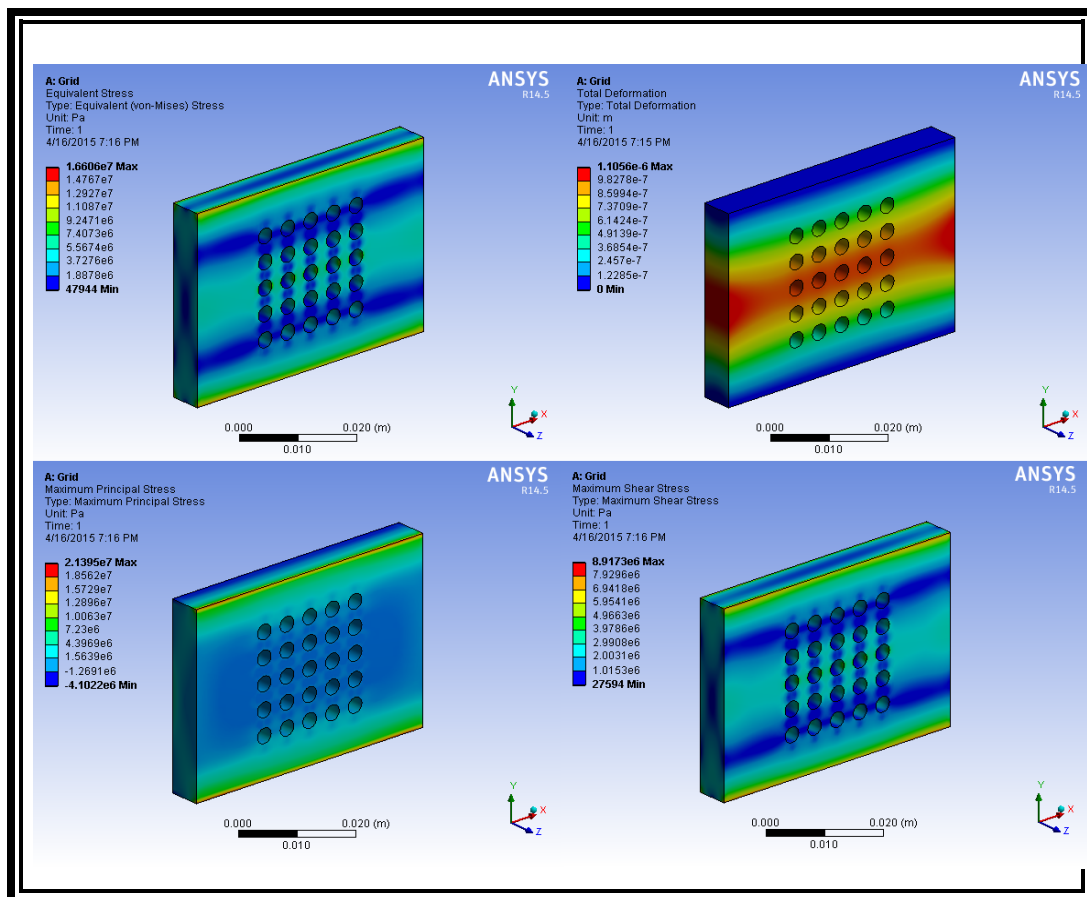 A: Grid
Equivalent Stress
Type: Equivalent (von-Mises) Stress
Unit: Pa
Time: 1
4/16/2015 7:16 PM
ANSYS
R14.5
1.6606e7 Max
1.4767e7
1.2927e7
1.1087e7
9.2471e6
7.4073e6
5.5674e6
3.7276e6
1.8878e6
47944 Min
0.000
0.020 (m)
0.010
Y
X
Z
A: Grid
Total Deformation
Type: Total Deformation
Unit: m
Time: 1
4/16/2015 7:15 PM
ANSYS
R14.5
1.1056e-6 Max
9.8278e-7
8.5994e-7
7.3709e-7
6.1424e-7
4.9139e-7
3.6854e-7
2.457e-7
1.2285e-7
0 Min
0.000
0.020 (m)
0.010
Y
X
Z
A: Grid
Maximum Principal Stress
Type: Maximum Principal Stress
Unit: Pa
Time: 1
4/16/2015 7:16 PM
ANSYS
R14.5
2.1395e7 Max
1.8562e7
1.5729e7
1.2896e7
1.0063e7
7.23e6
4.3969e6
1.5639e6
-1.2691e6
-4.1022e6 Min
0.000
0.020 (m)
0.010
Y
X
Z
A: Grid
Maximum Shear Stress
Type: Maximum Shear Stress
Unit: Pa
Time: 1
4/16/2015 7:16 PM
ANSYS
R14.5
8.9173e6 Max
7.9296e6
6.9418e6
5.9541e6
4.9663e6
3.9786e6
2.9908e6
2.0031e6
1.0153e6
27594 Min
0.000
0.020 (m)
0.010
Y
X
Z